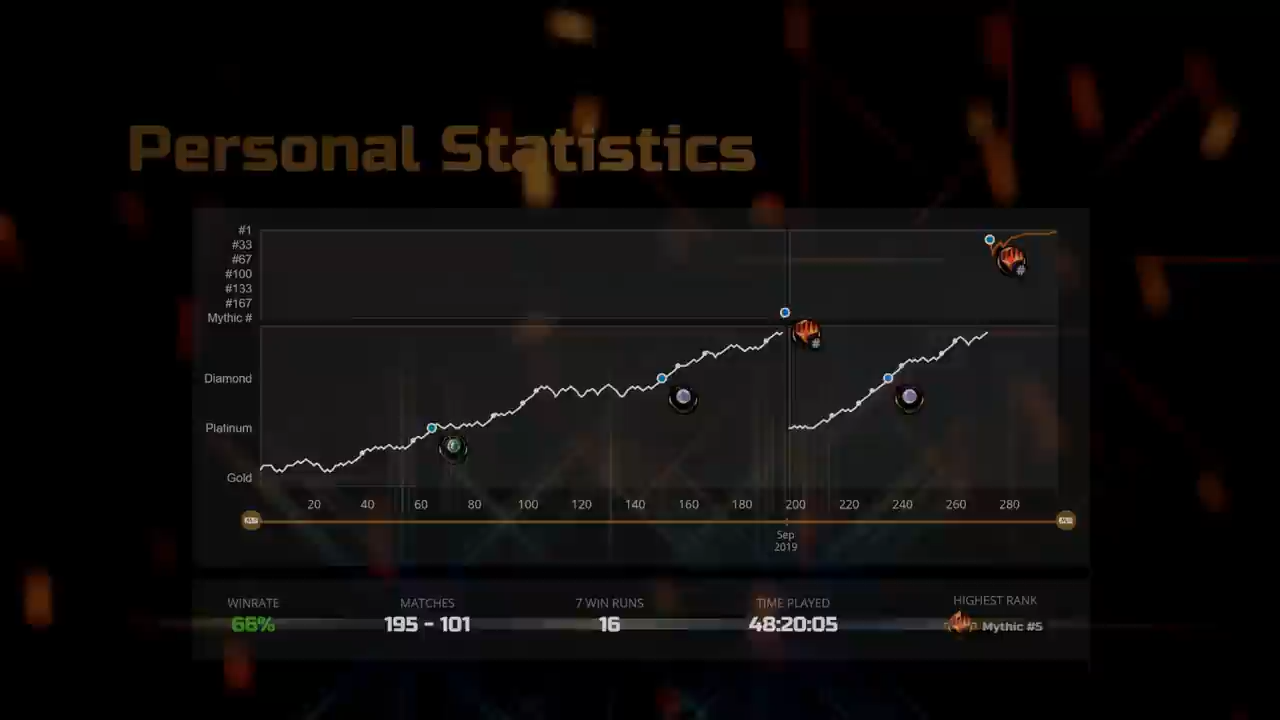 Personal Statistics
#1
#33
#67
#100
#133
#167
Mythic #
Diamond
Platinum
Gold
20 40 60 80 100 120 140 160 180 200 220 240 260 280
Sep
2019
WINRATE MATCHES 7 WIN RUNS TIME PLAYED HIGHEST RANK
66% 195 - 101 16 48:20:05 Mythic #5